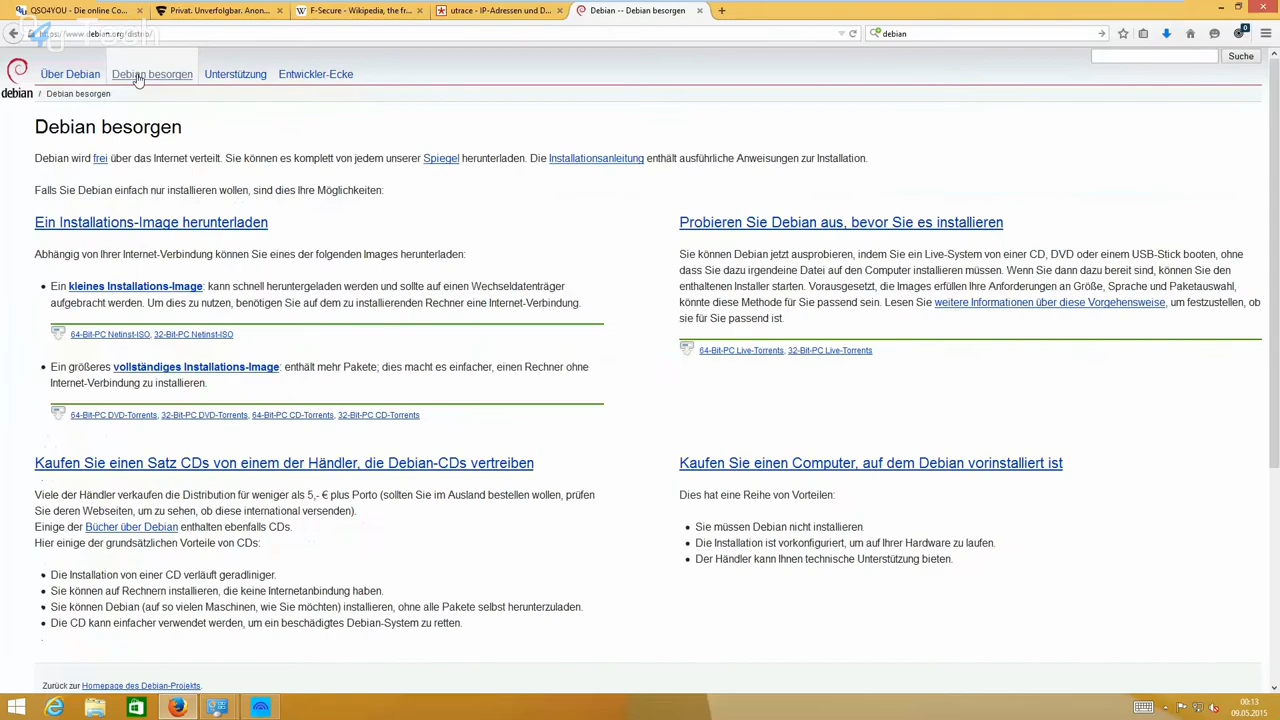 QSO4YOU - Die online Co...
Privat. Unverfolgbar. Anon...
F-Secure - Wikipedia, the fr...
utrace - IP-Adressen und D...
Debian -- Debian besorgen
https://www.debian.org/distrib/
debian
Suche
Über Debian
Debian besorgen
Unterstützung
Entwickler-Ecke
debian
/ Debian besorgen
Debian besorgen
Debian wird frei über das Internet verteilt. Sie können es komplett von jedem unserer Spiegel herunterladen. Die Installationsanleitung enthält ausführliche Anweisungen zur Installation.
Falls Sie Debian einfach nur installieren wollen, sind dies Ihre Möglichkeiten:
Ein Installations-Image herunterladen
Abhängig von Ihrer Internet-Verbindung können Sie eines der folgenden Images herunterladen:
Ein kleines Installations-Image: kann schnell heruntergeladen werden und sollte auf einen Wechseldatenträger
aufgebracht werden. Um dies zu nutzen, benötigen Sie auf dem zu installierenden Rechner eine Internet-Verbindung.
64-Bit-PC Netinst-ISO, 32-Bit-PC Netinst-ISO
Ein größeres vollständiges Installations-Image: enthält mehr Pakete; dies macht es einfacher, einen Rechner ohne
Internet-Verbindung zu installieren.
64-Bit-PC DVD-Torrents, 32-Bit-PC DVD-Torrents, 64-Bit-PC CD-Torrents, 32-Bit-PC CD-Torrents
Probieren Sie Debian aus, bevor Sie es installieren
Sie können Debian jetzt ausprobieren, indem Sie ein Live-System von einer CD, DVD oder einem USB-Stick booten, ohne
dass Sie dazu irgendeine Datei auf den Computer installieren müssen. Wenn Sie dann dazu bereit sind, können Sie den
enthaltenen Installer starten. Vorausgesetzt, die Images erfüllen Ihre Anforderungen an Größe, Sprache und Paketauswahl,
könnte diese Methode für Sie passend sein. Lesen Sie weitere Informationen über diese Vorgehensweise, um festzustellen, ob
sie für Sie passend ist.
64-Bit-PC Live-Torrents, 32-Bit-PC Live-Torrents
Kaufen Sie einen Satz CDs von einem der Händler, die Debian-CDs vertreiben
Viele der Händler verkaufen die Distribution für weniger als 5,- € plus Porto (sollten Sie im Ausland bestellen wollen, prüfen
Sie deren Webseiten, um zu sehen, ob diese international versenden).
Einige der Bücher über Debian enthalten ebenfalls CDs.
Hier einige der grundsätzlichen Vorteile von CDs:
Die Installation von einer CD verläuft geradliniger.
Sie können auf Rechnern installieren, die keine Internetanbindung haben.
Sie können Debian (auf so vielen Maschinen, wie Sie möchten) installieren, ohne alle Pakete selbst herunterzuladen.
Die CD kann einfacher verwendet werden, um ein beschädigtes Debian-System zu retten.
Kaufen Sie einen Computer, auf dem Debian vorinstalliert ist
Dies hat eine Reihe von Vorteilen:
Sie müssen Debian nicht installieren.
Die Installation ist vorkonfiguriert, um auf Ihrer Hardware zu laufen.
Der Händler kann Ihnen technische Unterstützung bieten.
Zurück zur Homepage des Debian-Projekts.
00:13
09.05.2015